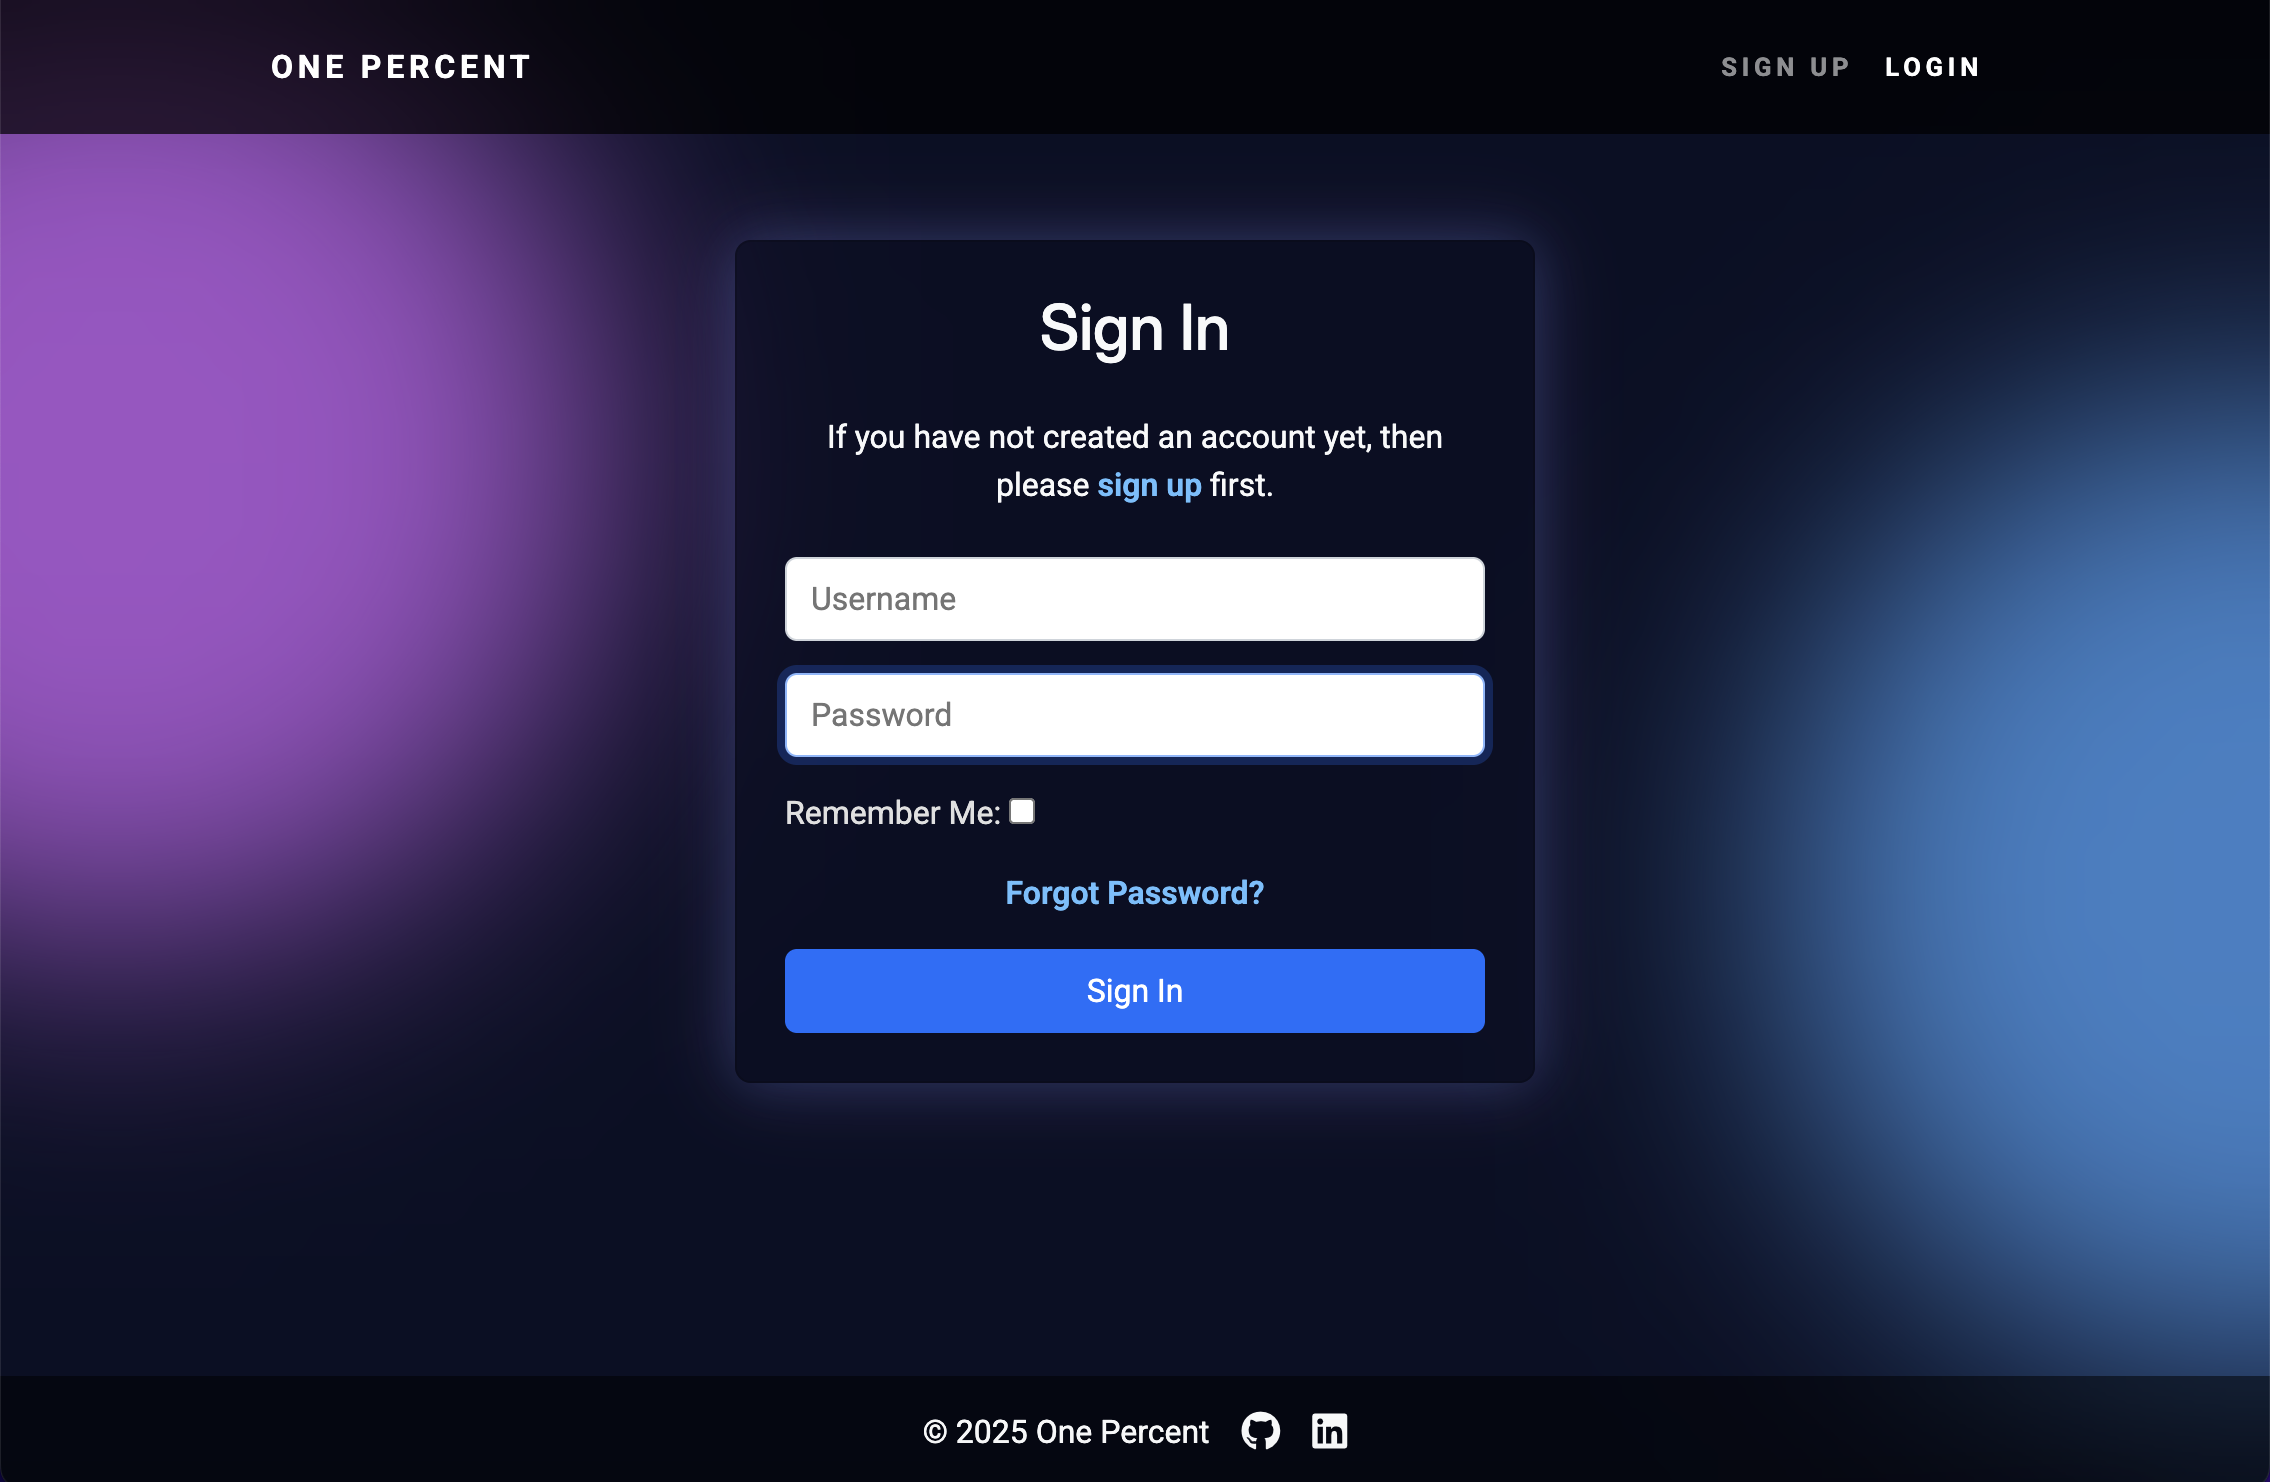 ONE PERCENT
SIGN UP
LOGIN
Sign In
If you have not created an account yet, then
please sign up first.
Username
Password
Remember Me:
Forgot Password?
Sign In
© 2025 One Percent
in